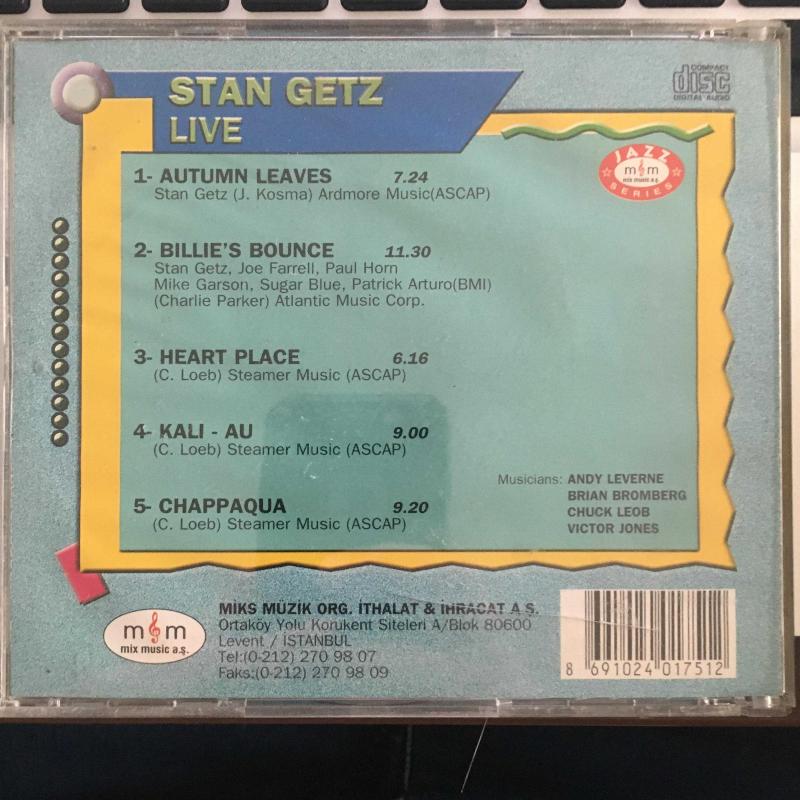 STAN GETZ
LIVE
COMPACT
disc
DIGITAL AUDIO
JAZZ
m m
mix music a.ş.
SERIES
1- AUTUMN LEAVES 7.24
Stan Getz (J. Kosma) Ardmore Music(ASCAP)
2- BILLIE'S BOUNCE 11.30
Stan Getz, Joe Farrell, Paul Horn
Mike Garson, Sugar Blue, Patrick Arturo(BMI)
(Charlie Parker) Atlantic Music Corp.
3- HEART PLACE 6.16
(C. Loeb) Steamer Music (ASCAP)
4- KALI - AU 9.00
(C. Loeb) Steamer Music (ASCAP)
5- CHAPPAQUA 9.20
(C. Loeb) Steamer Music (ASCAP)
Musicians: ANDY LEVERNE
BRIAN BROMBERG
CHUCK LEOB
VICTOR JONES
m m
mix music a.ş.
MİKS MÜZİK ORG. İTHALAT & İHRACAT A.Ş.
Ortaköy Yolu Korukent Siteleri A/Blok 80600
Levent / İSTANBUL
Tel:(0-212) 270 98 07
Faks:(0-212) 270 98 09
8 691024 017512